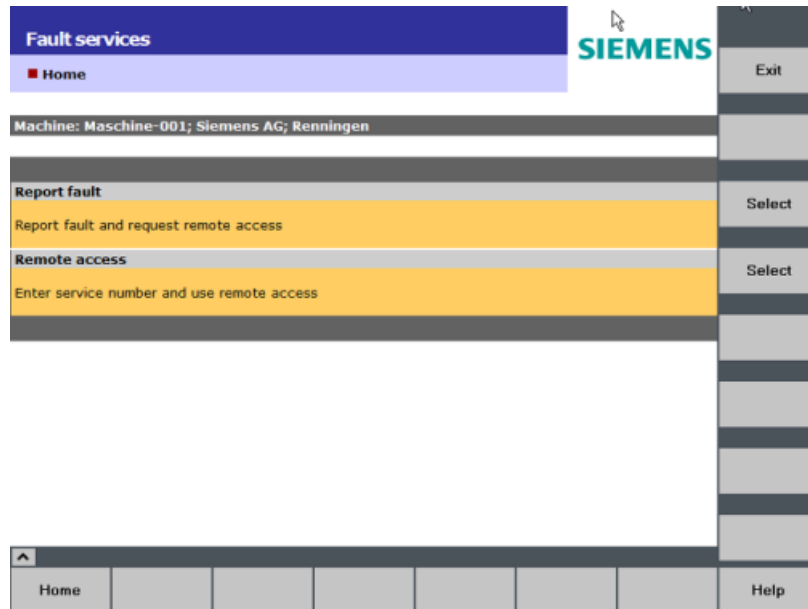 Fault services
SIEMENS
Home
Exit
Machine: Maschine-001; Siemens AG; Renningen
Report fault
Select
Report fault and request remote access
Remote access
Select
Enter service number and use remote access
Home
Help